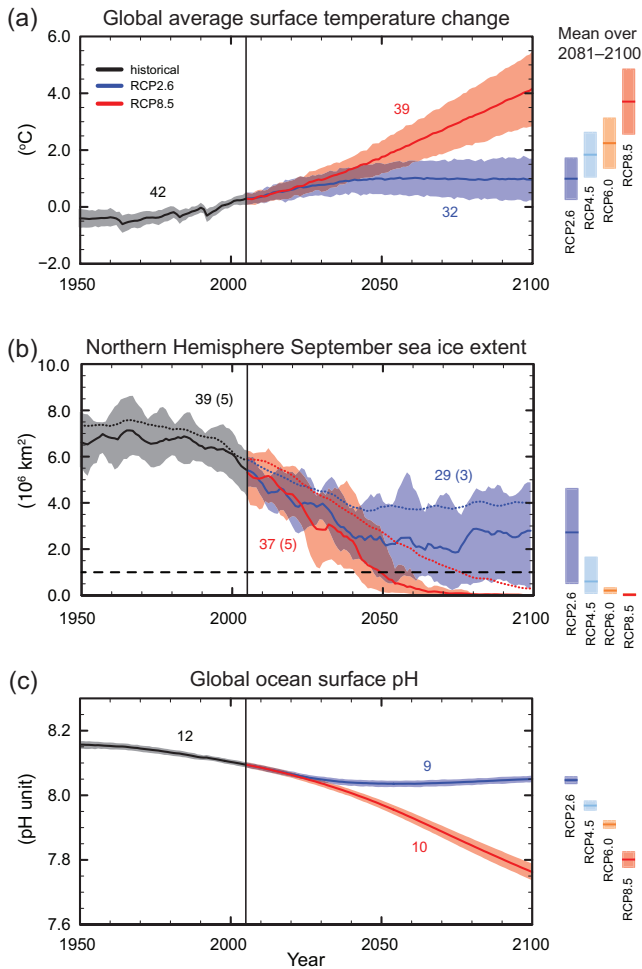 (a)
Global average surface temperature change
Mean over
2081–2100
6.0
4.0
2.0
0.0
−2.0
(°C)
historical
RCP2.6
RCP8.5
42
39
32
1950
2000
2050
2100
RCP2.6
RCP4.5
RCP6.0
RCP8.5
(b)
Northern Hemisphere September sea ice extent
10.0
8.0
6.0
4.0
2.0
0.0
(10⁶ km²)
39 (5)
29 (3)
37 (5)
1950
2000
2050
2100
RCP2.6
RCP4.5
RCP6.0
RCP8.5
(c)
Global ocean surface pH
8.2
8.0
7.8
7.6
(pH unit)
12
9
10
1950
2000
2050
2100
Year
RCP2.6
RCP4.5
RCP6.0
RCP8.5